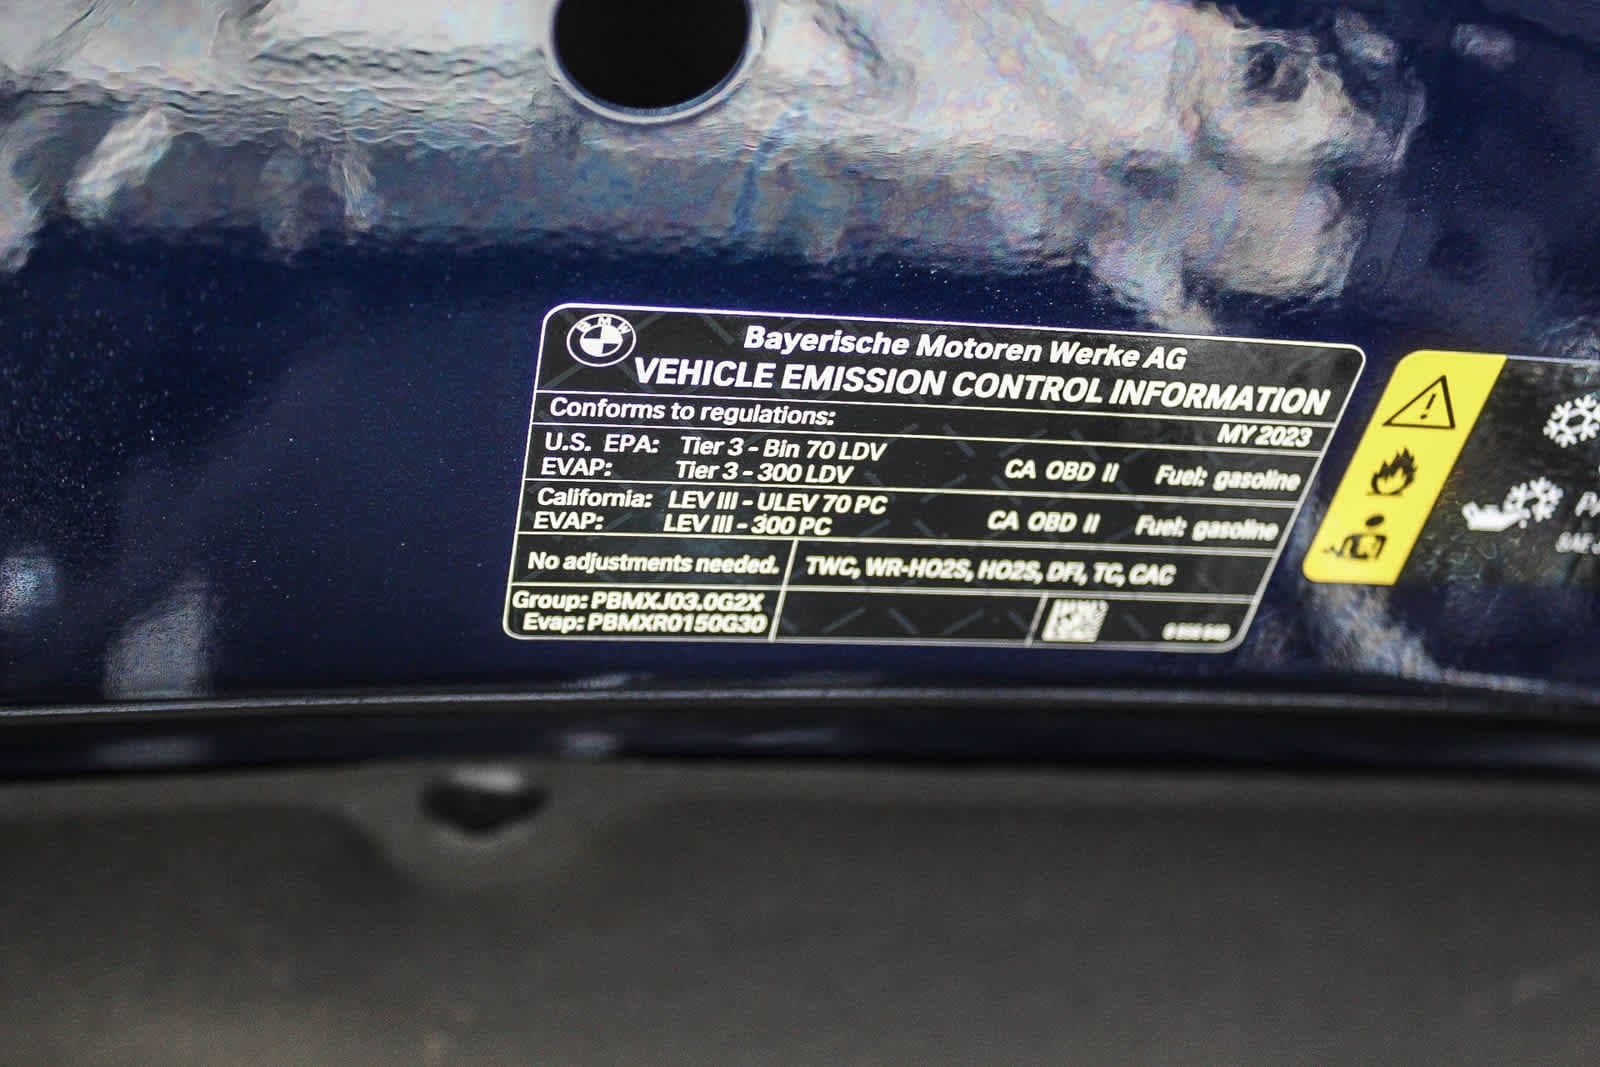 BMW
Bayerische Motoren Werke AG
VEHICLE EMISSION CONTROL INFORMATION
Conforms to regulations:
MY 2023
U.S. EPA: Tier 3 - Bin 70 LDV
EVAP: Tier 3 - 300 LDV CA OBD II Fuel: gasoline
California: LEV III - ULEV 70 PC
EVAP: LEV III - 300 PC CA OBD II Fuel: gasoline
No adjustments needed. TWC, WR-HO2S, HO2S, DFI, TC, CAC
Group: PBMXJ03.0G2X
Evap: PBMXR0150G30
SAE